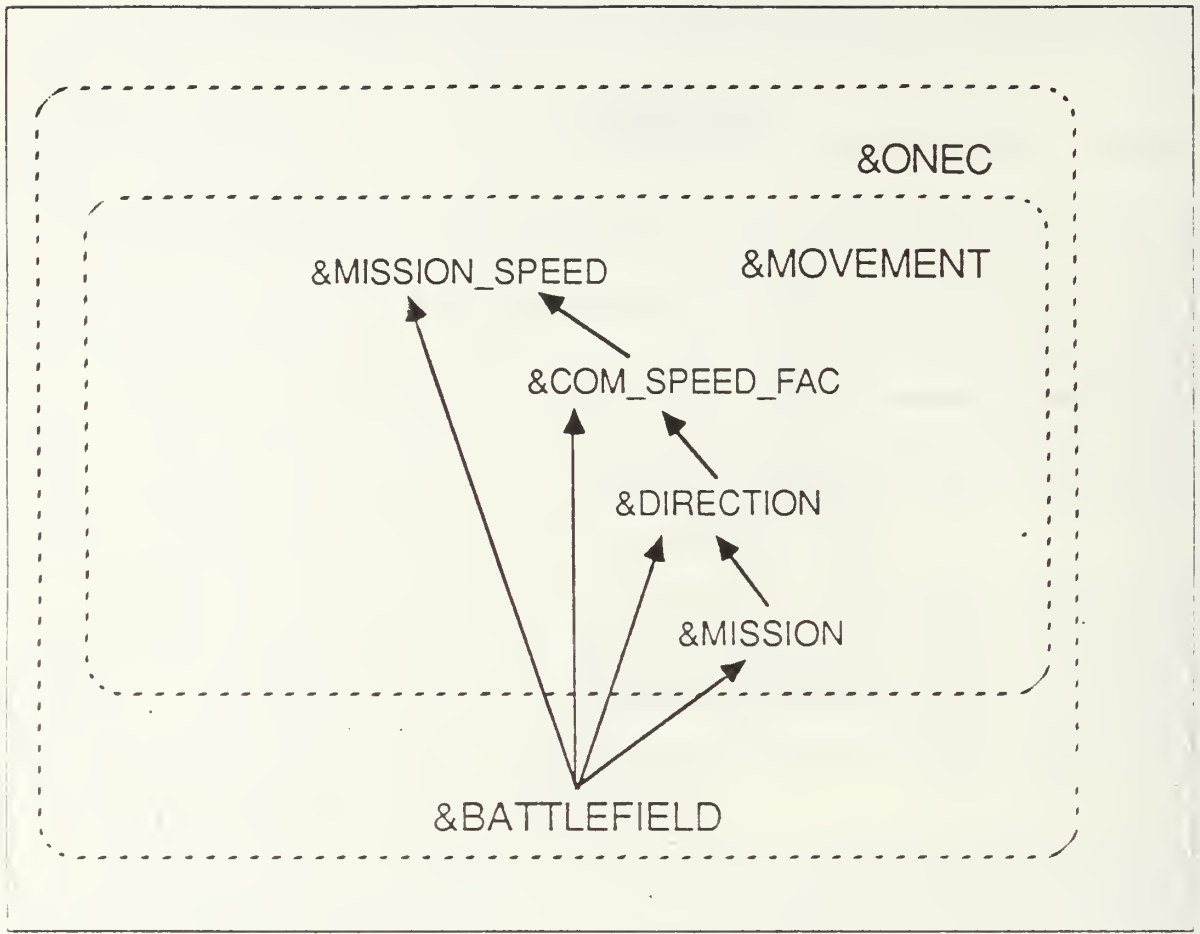 &ONEC
&MOVEMENT
&MISSION_SPEED
&COM_SPEED_FAC
&DIRECTION
&MISSION
&BATTLEFIELD